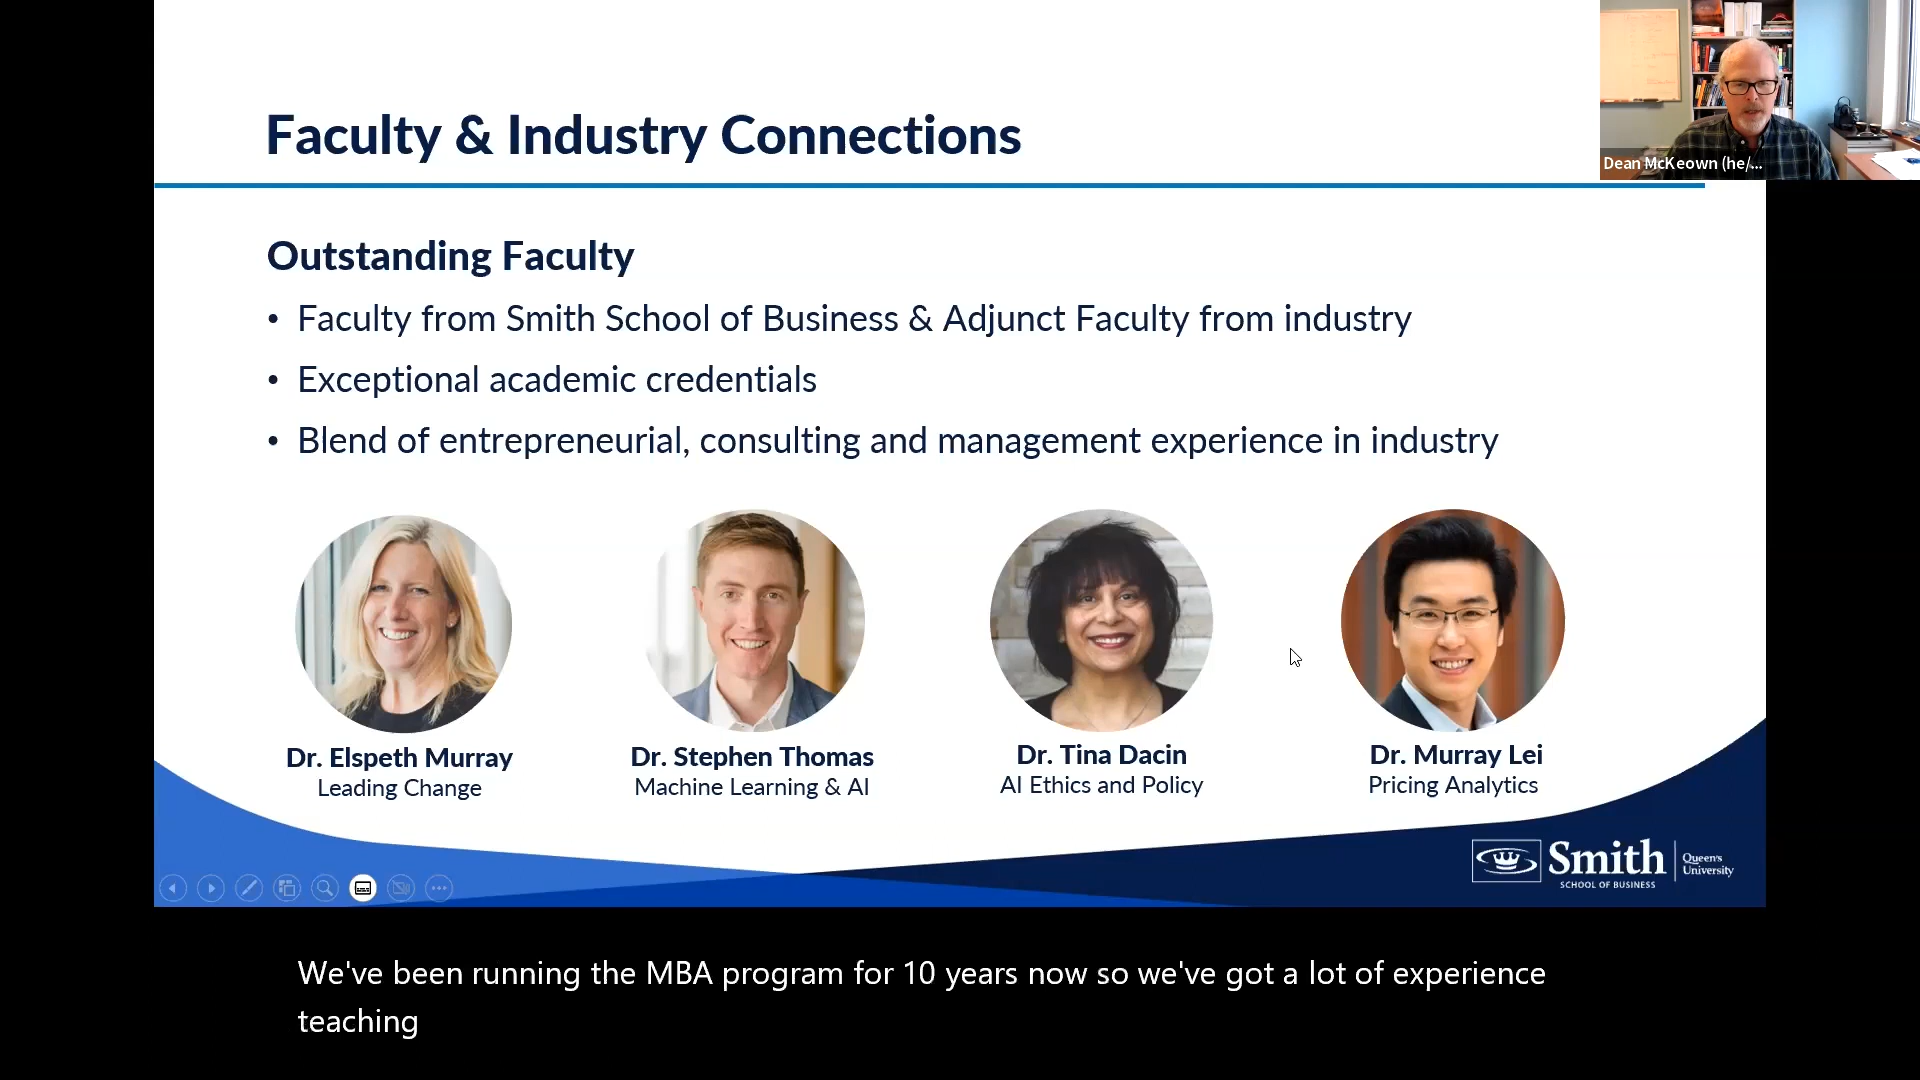 Faculty & Industry Connections
Dean McKeown (he/...
Outstanding Faculty
• Faculty from Smith School of Business & Adjunct Faculty from industry
• Exceptional academic credentials
• Blend of entrepreneurial, consulting and management experience in industry
Dr. Elspeth Murray
Leading Change
Dr. Stephen Thomas
Machine Learning & AI
Dr. Tina Dacin
AI Ethics and Policy
Dr. Murray Lei
Pricing Analytics
Smith
SCHOOL OF BUSINESS
Queen's
University
We've been running the MBA program for 10 years now so we've got a lot of experience
teaching